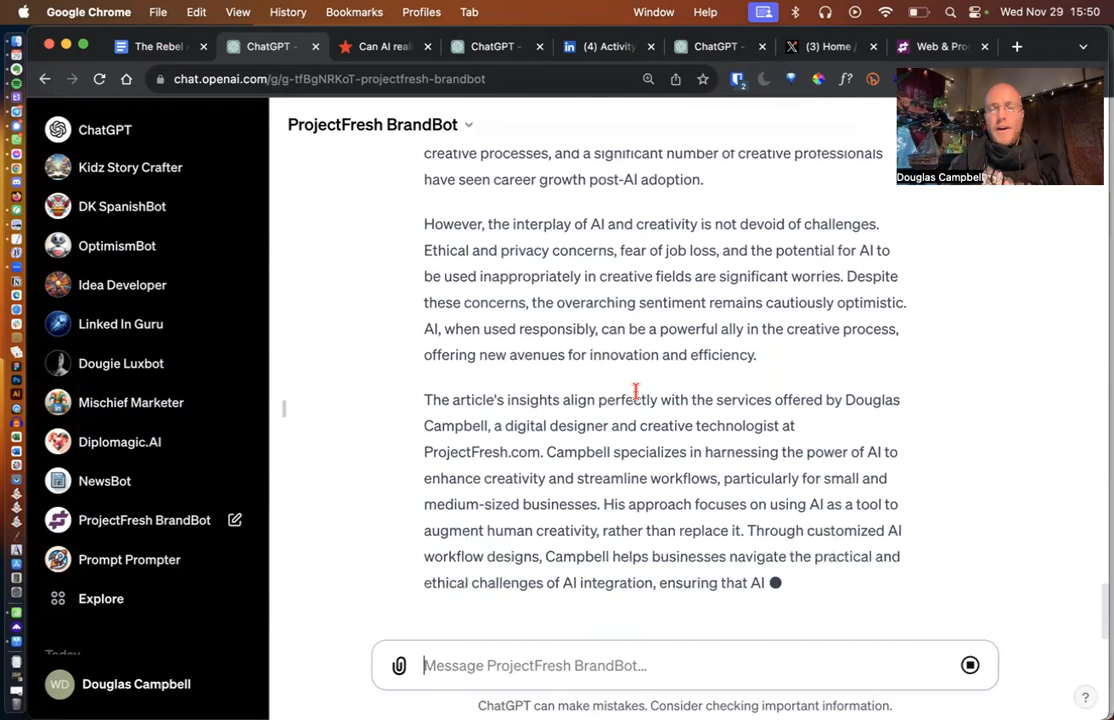 Google Chrome File Edit View History Bookmarks Profiles Tab Window Help Wed Nov 29 15:50
The Rebel ChatGPT - Can AI real ChatGPT - (4) Activity ChatGPT - (3) Home / Web & Pro
chat.openai.com/g/g-tfBgNRKoT-projectfresh-brandbot f? 2
Douglas Campbell
ChatGPT
Kidz Story Crafter
DK SpanishBot
OptimismBot
Idea Developer
Linked In Guru
Dougie Luxbot
Mischief Marketer
Diplomagic.AI
NewsBot
ProjectFresh BrandBot
Prompt Prompter
Explore
Today
WD Douglas Campbell
ProjectFresh BrandBot
creative processes, and a significant number of creative professionals
have seen career growth post-AI adoption.
However, the interplay of AI and creativity is not devoid of challenges.
Ethical and privacy concerns, fear of job loss, and the potential for AI to
be used inappropriately in creative fields are significant worries. Despite
these concerns, the overarching sentiment remains cautiously optimistic.
AI, when used responsibly, can be a powerful ally in the creative process,
offering new avenues for innovation and efficiency.
The article's insights align perfectly with the services offered by Douglas
Campbell, a digital designer and creative technologist at
ProjectFresh.com. Campbell specializes in harnessing the power of AI to
enhance creativity and streamline workflows, particularly for small and
medium-sized businesses. His approach focuses on using AI as a tool to
augment human creativity, rather than replace it. Through customized AI
workflow designs, Campbell helps businesses navigate the practical and
ethical challenges of AI integration, ensuring that AI
Message ProjectFresh BrandBot...
ChatGPT can make mistakes. Consider checking important information.
?